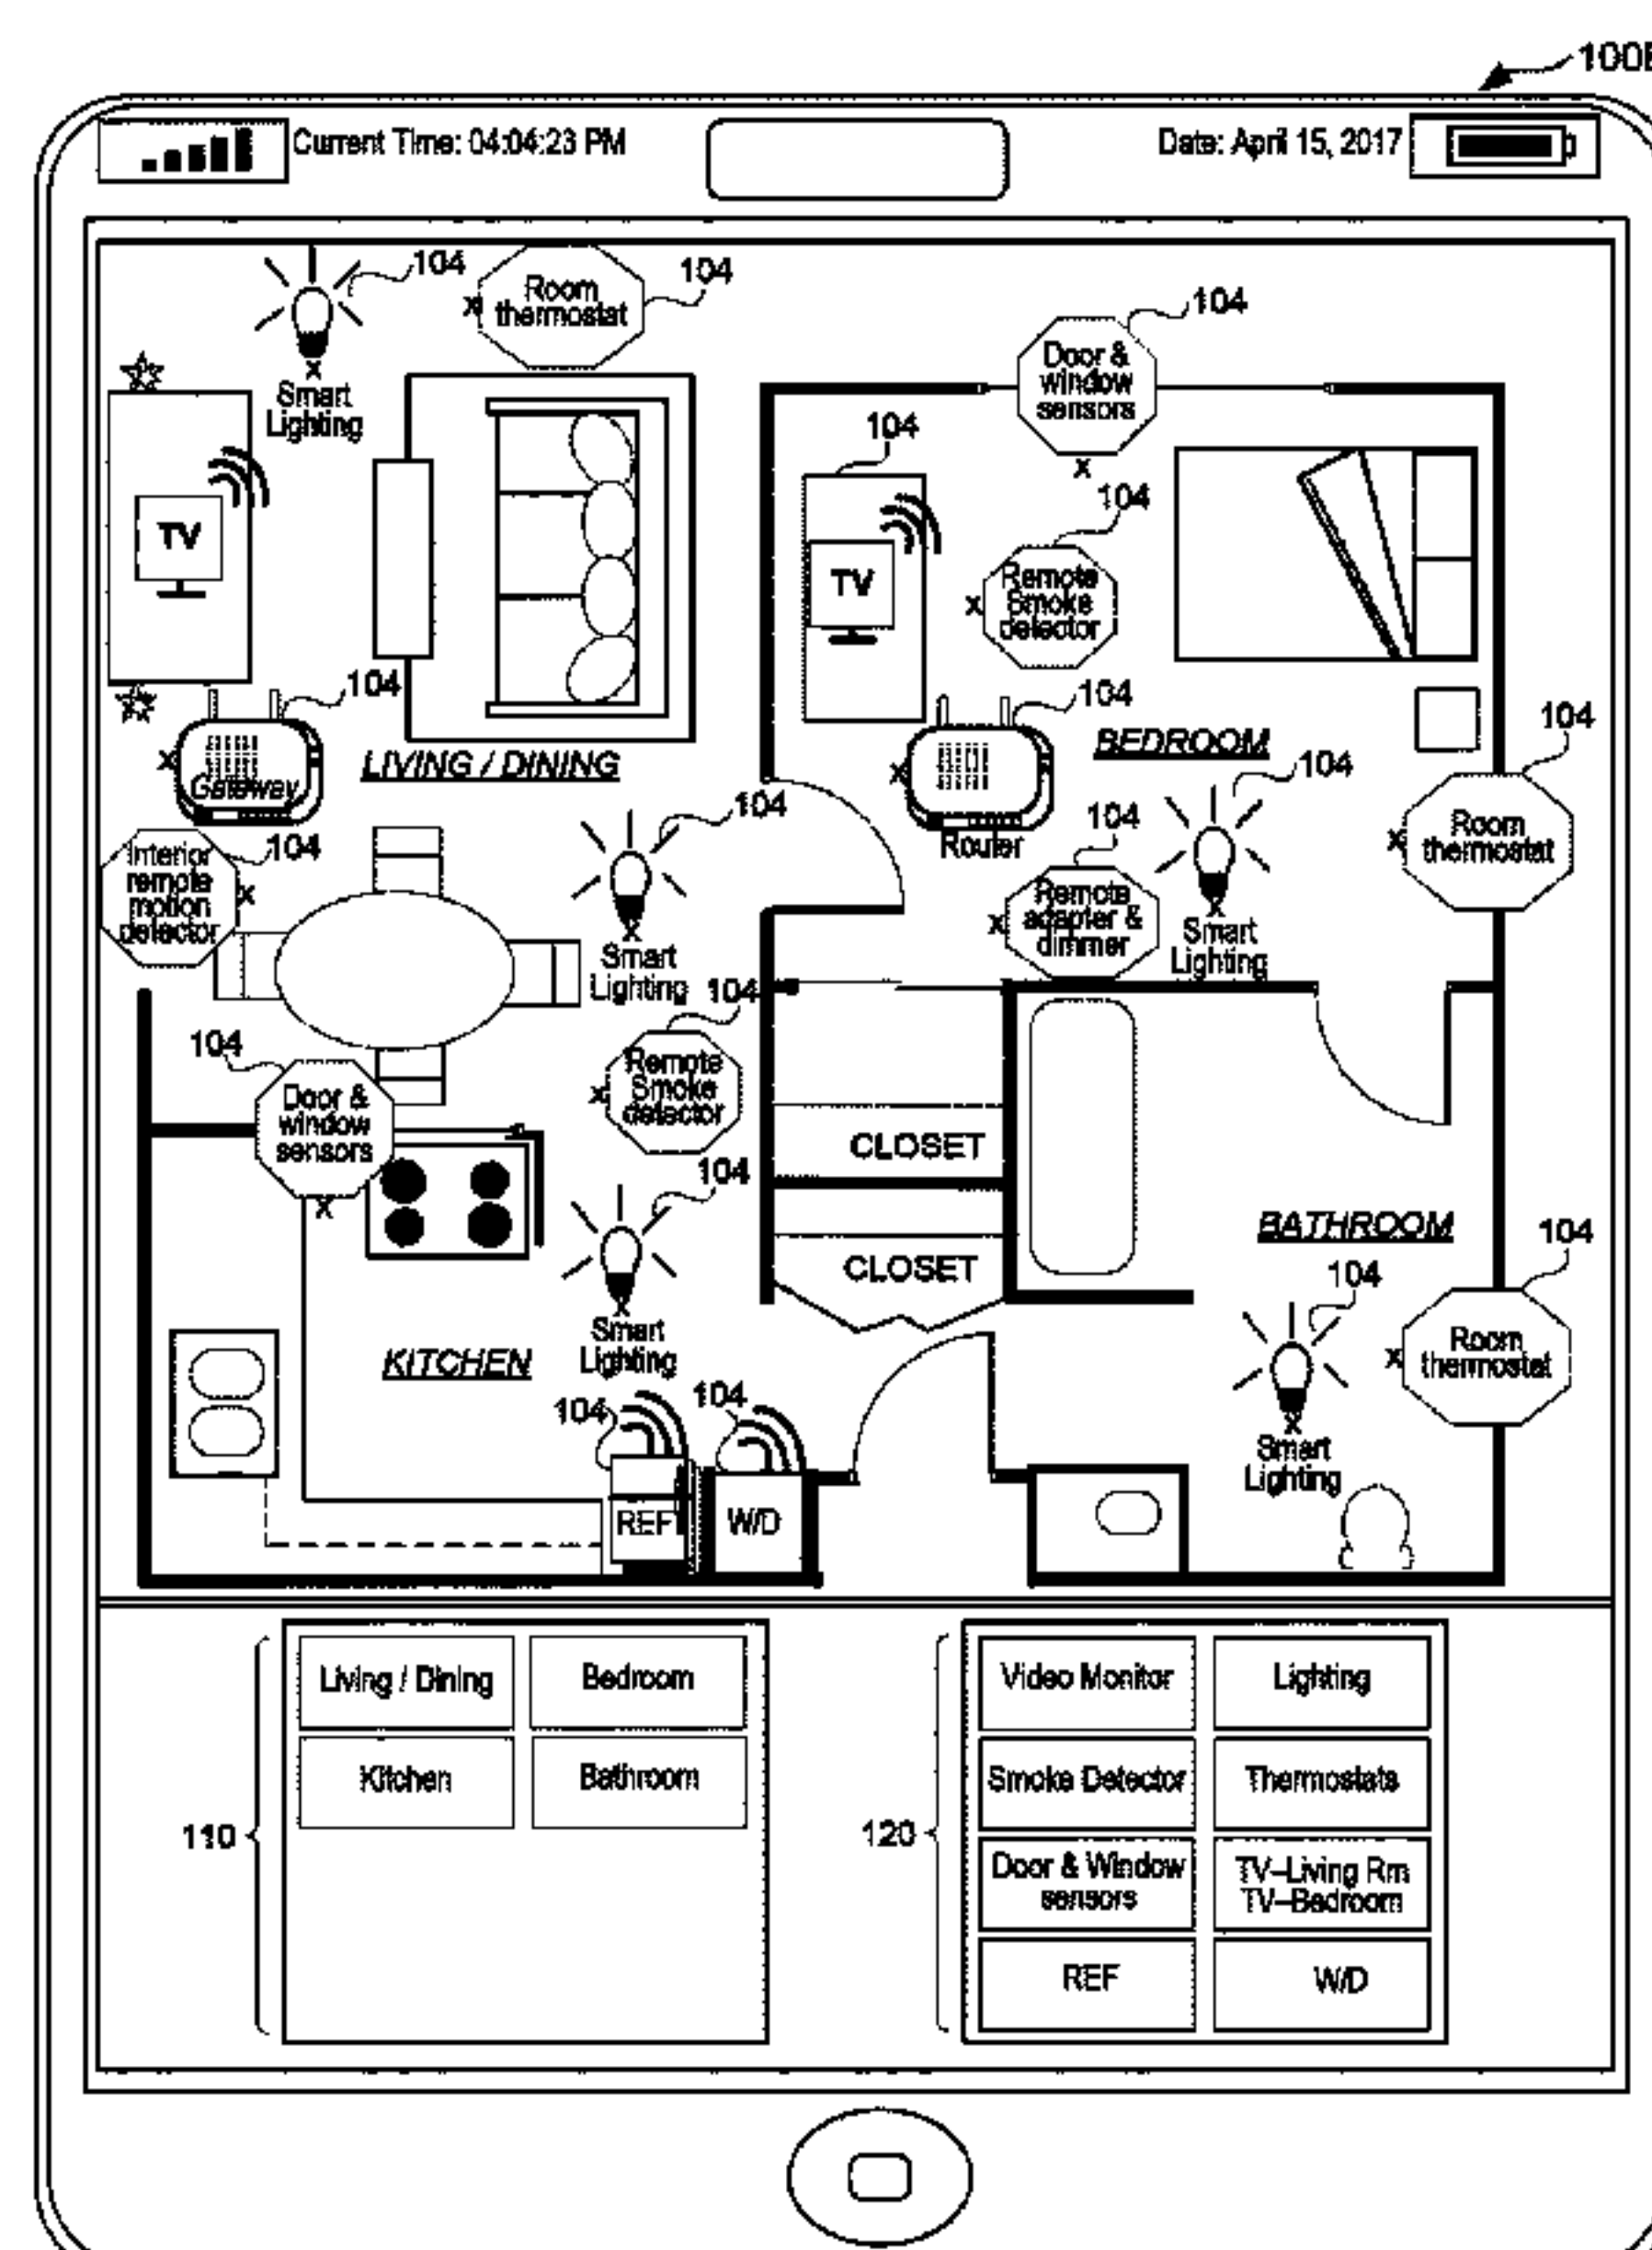 100
Current Time: 04:04:23 PM
Date: April 15, 2017
104
Room
thermostat
104
104
Door &
window
sensors
x
x
x
Smart
Lighting
104
TV
104
TV
Remote
Smoke
detector
x
104
x
Gateway
LIVING / DINING
104
x
Router
BEDROOM
104
104
Room
thermostat
x
104
Interior
remote
motion
detector
x
104
x
Smart
Lighting
104
Remote
adapter &
dimmer
x
x
Smart
Lighting
104
Door &
window
sensors
x
104
Remote
Smoke
detector
x
CLOSET
104
x
Smart
Lighting
CLOSET
BATHROOM
104
Room
thermostat
x
104
x
Smart
Lighting
KITCHEN
104
REF
104
W/D
110
Living / Dining
Bedroom
Kitchen
Bathroom
120
Video Monitor
Lighting
Smoke Detector
Thermostats
Door & Window
sensors
TV–Living Rm
TV–Bedroom
REF
W/D